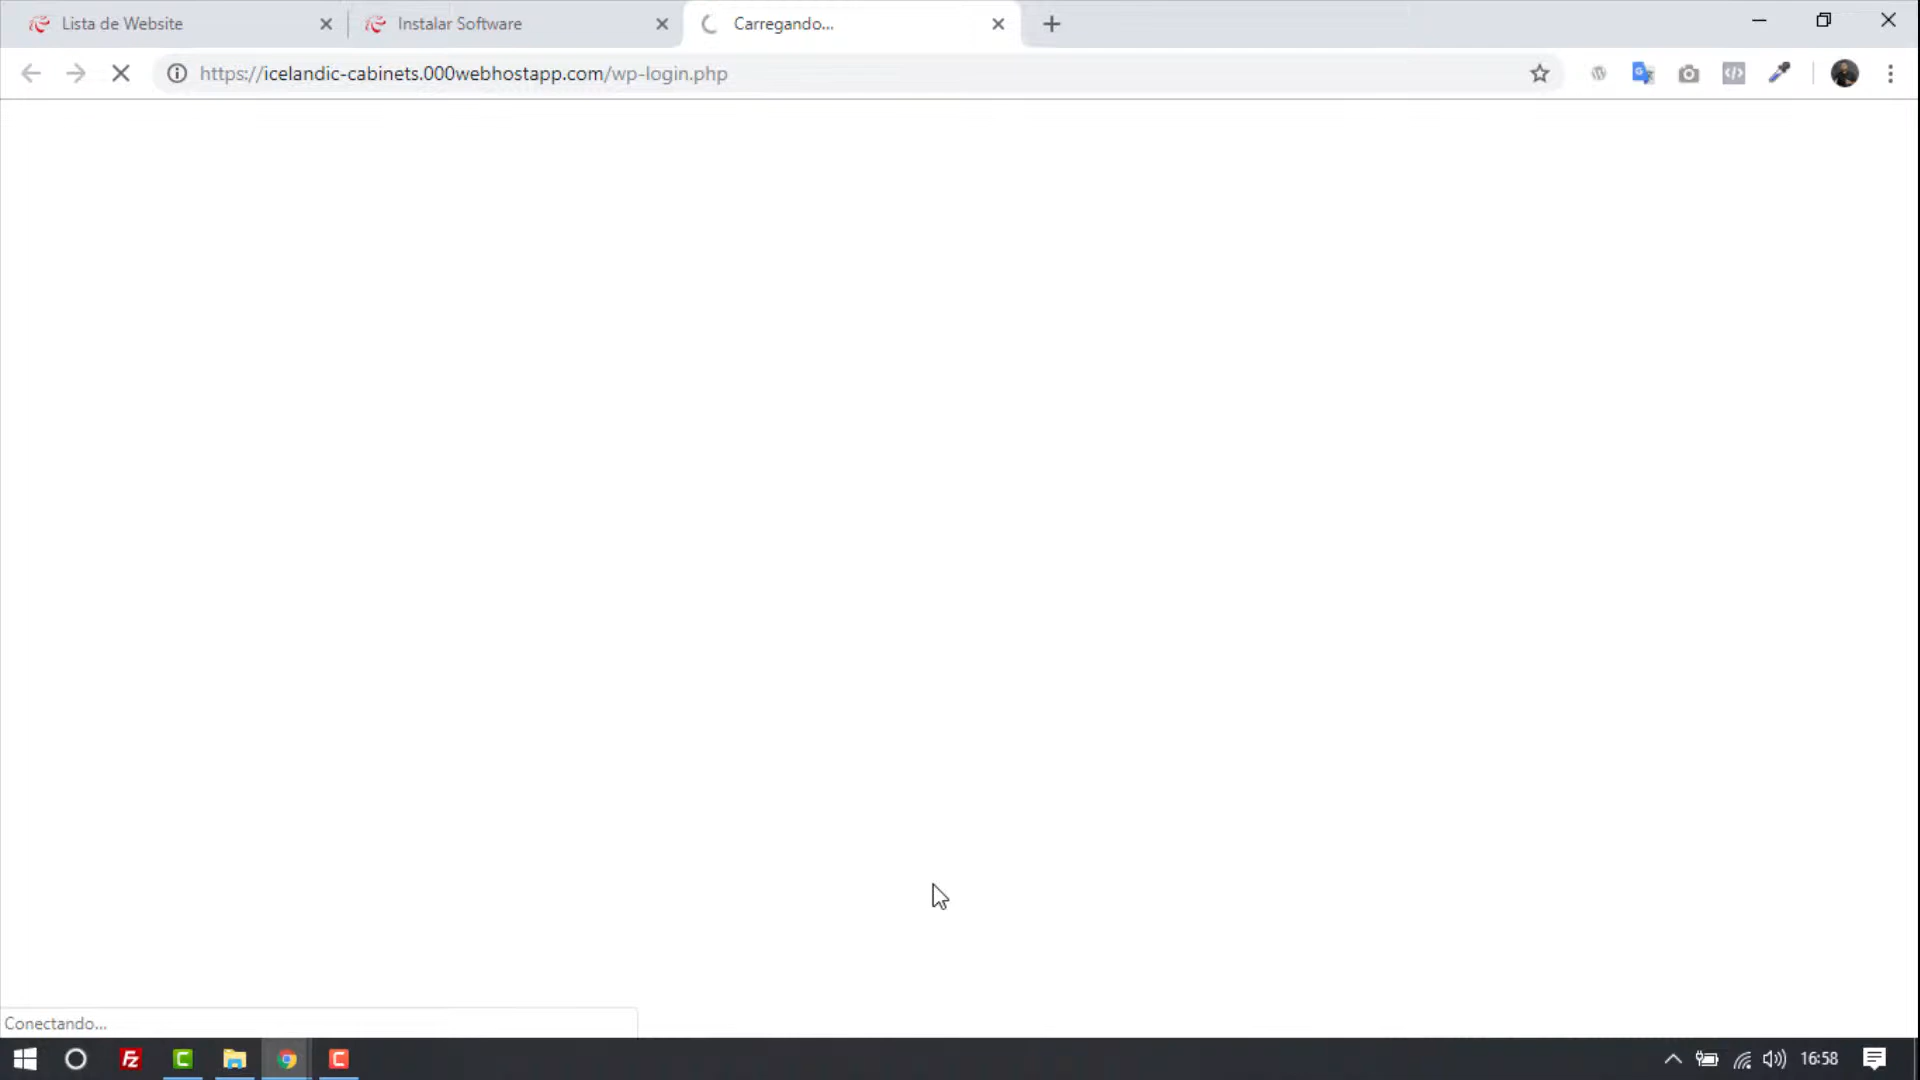 Lista de Website
Instalar Software
Carregando...
https://icelandic-cabinets.000webhostapp.com/wp-login.php
Conectando...
16:58